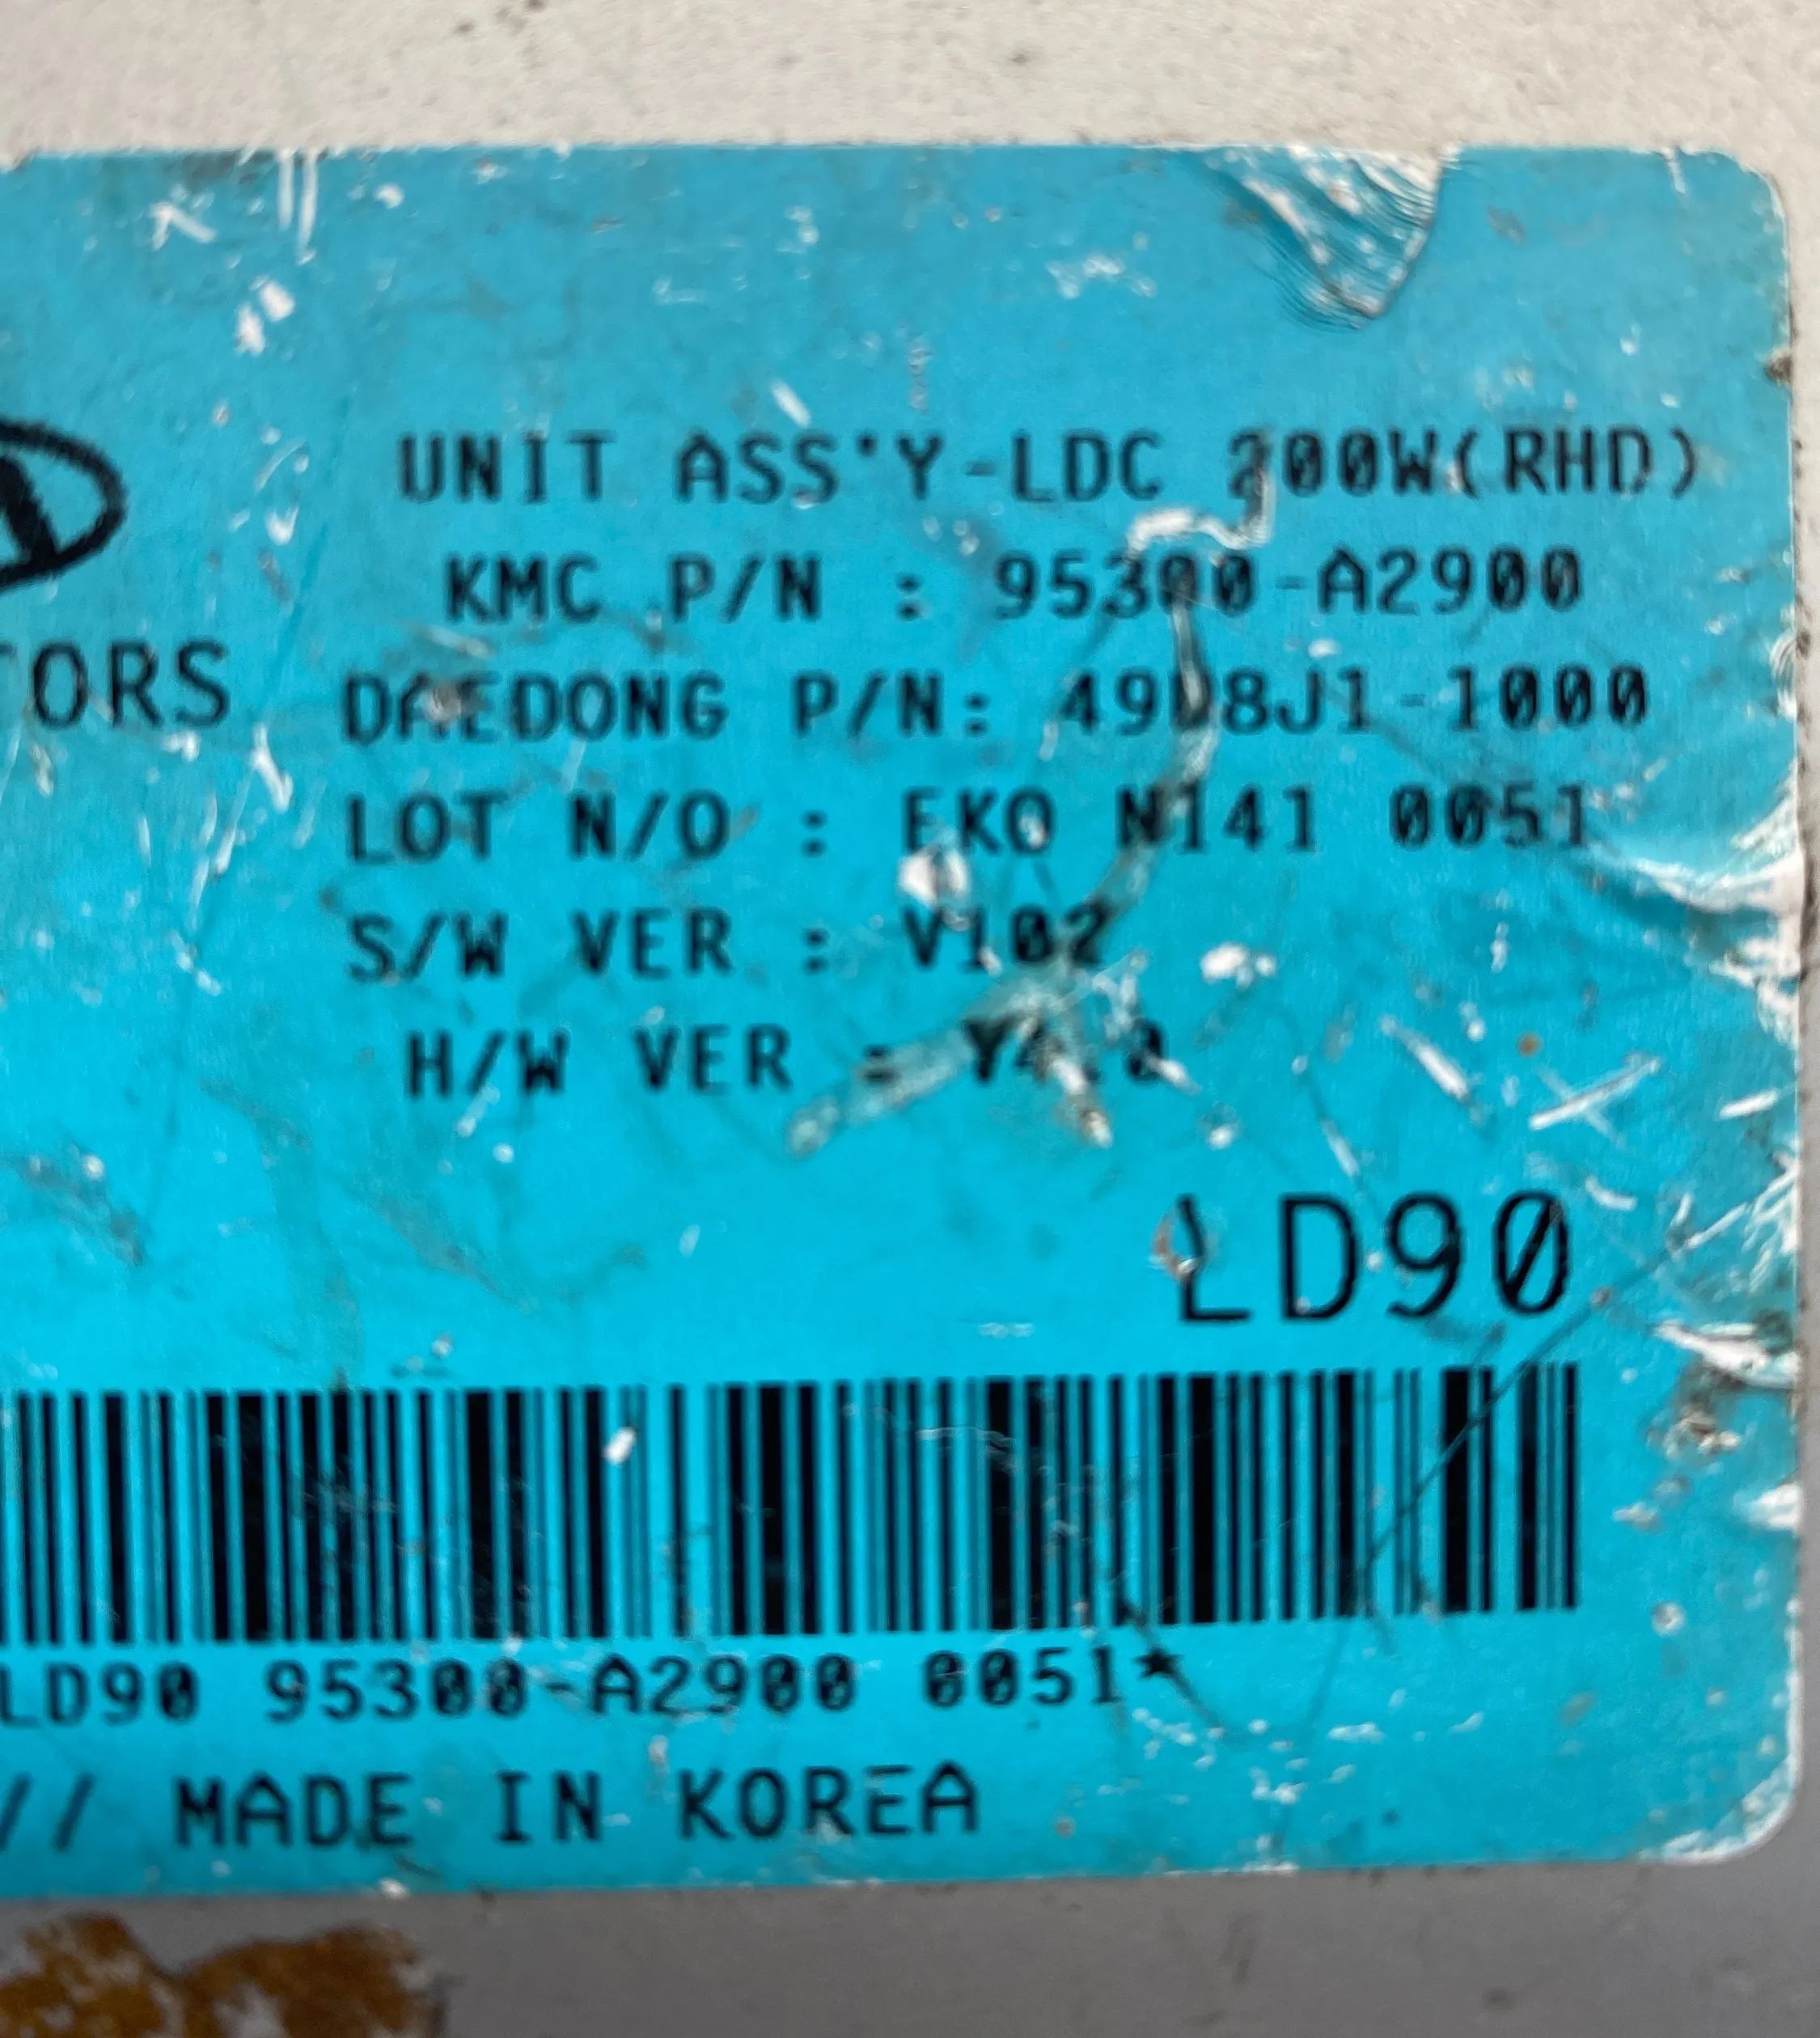 UNIT ASS'Y-LDC 200W(RHD)
KMC P/N : 95300-A2900
TORS
DAEDONG P/N: 49D8J1-1000
LOT N/O : EKO N141 0051
S/W VER : V102
H/W VER :
LD90
LD90 95300-A2900 0051*
// MADE IN KOREA